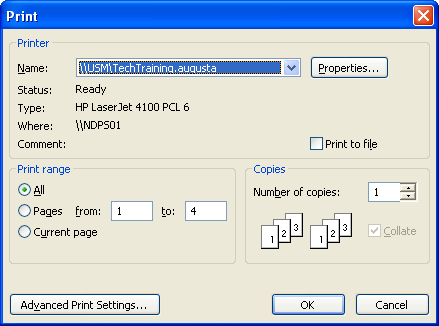 Print
Printer
Name: \\USM\TechTraining.augusta Properties...
Status: Ready
Type: HP LaserJet 4100 PCL 6
Where: \\NDPS01
Comment: Print to file
Print range
All
Pages from: 1 to: 4
Current page
Copies
Number of copies: 1
1 2 3 1 2 3
Collate
Advanced Print Settings... OK Cancel